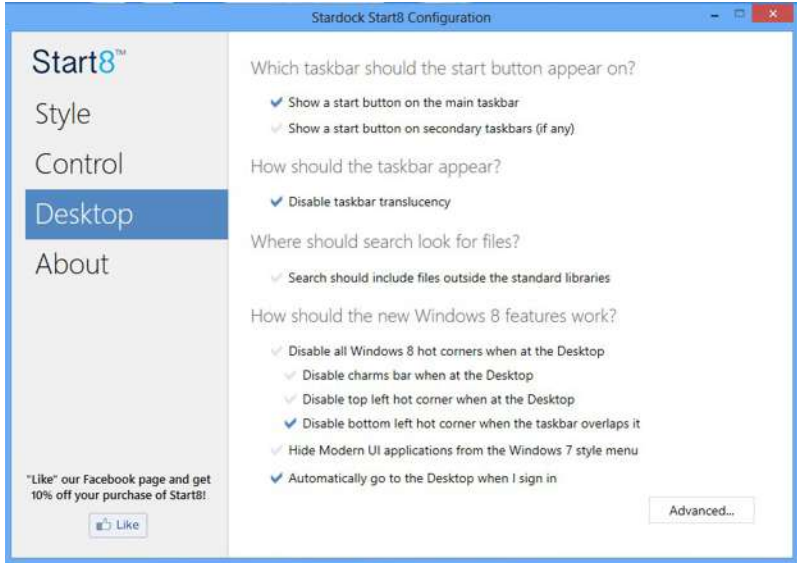 Stardock Start8 Configuration
Start8™
Style
Control
Desktop
About
"Like" our Facebook page and get
10% off your purchase of Start8!
Like
Which taskbar should the start button appear on?
Show a start button on the main taskbar
Show a start button on secondary taskbars (if any)
How should the taskbar appear?
Disable taskbar translucency
Where should search look for files?
Search should include files outside the standard libraries
How should the new Windows 8 features work?
Disable all Windows 8 hot corners when at the Desktop
Disable charms bar when at the Desktop
Disable top left hot corner when at the Desktop
Disable bottom left hot corner when the taskbar overlaps it
Hide Modern UI applications from the Windows 7 style menu
Automatically go to the Desktop when I sign in
Advanced...